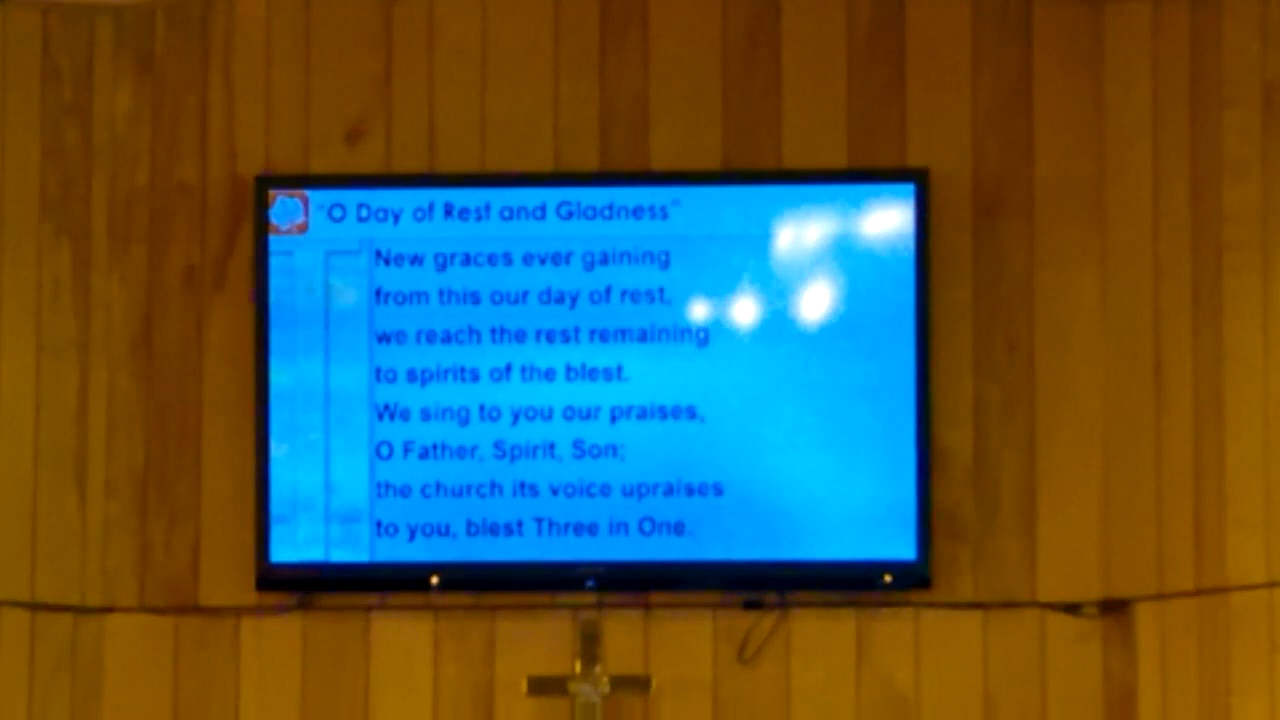 "O Day of Rest and Gladness"
New graces ever gaining
from this our day of rest,
we reach the rest remaining
to spirits of the blest.
We sing to you our praises,
O Father, Spirit, Son;
the church its voice upraises
to you, blest Three in One.